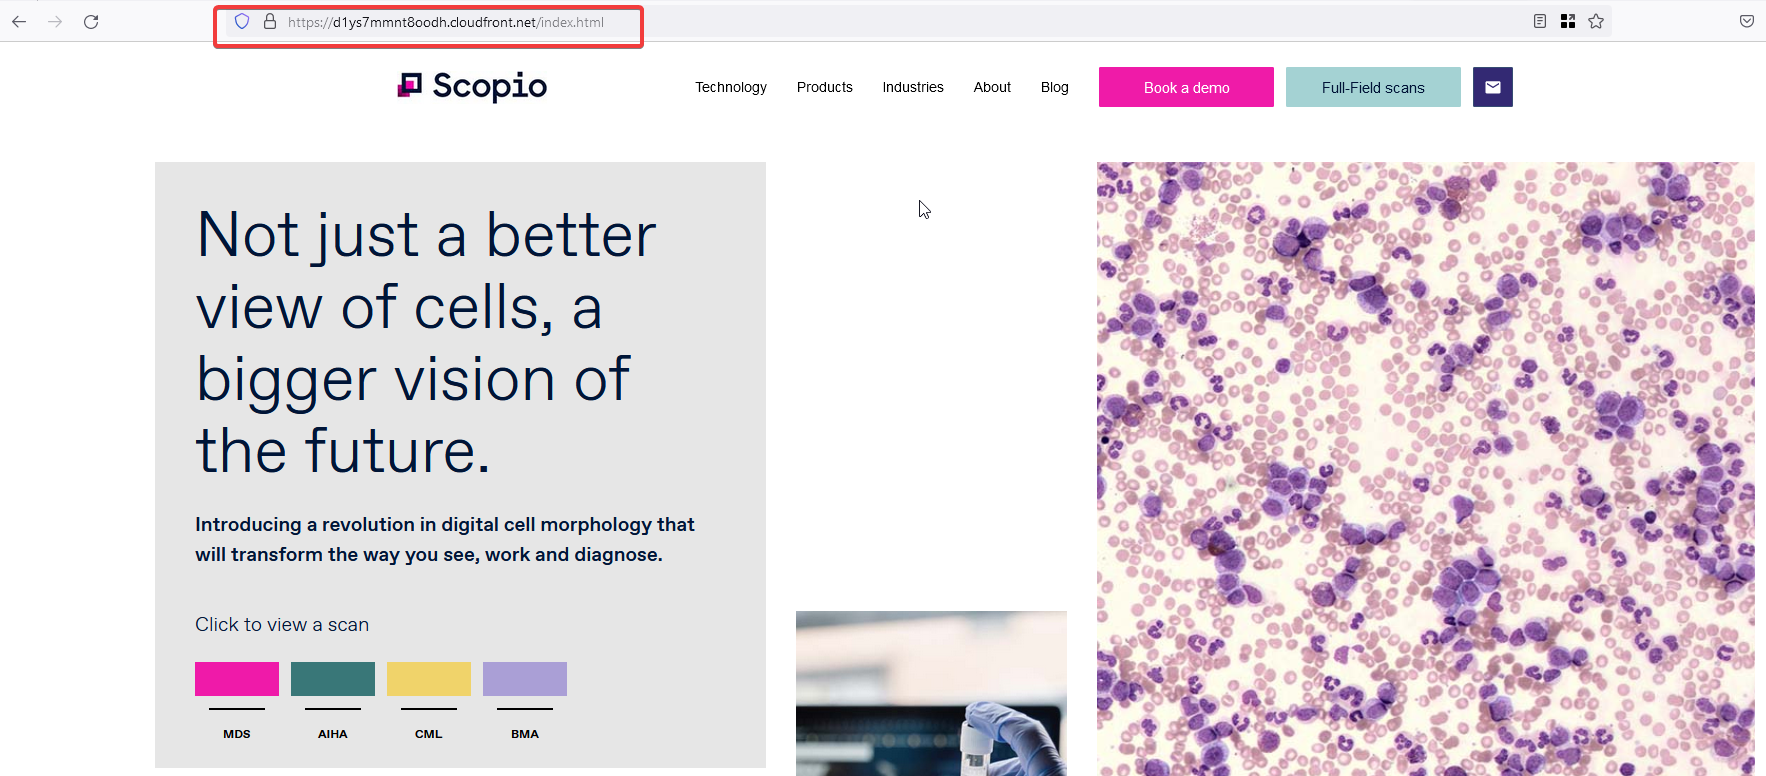 https://d1ys7mmnt8oodh.cloudfront.net/index.html
Scopio
Technology
Products
Industries
About
Blog
Book a demo
Full-Field scans
Not just a better
view of cells, a
bigger vision of
the future.
Introducing a revolution in digital cell morphology that
will transform the way you see, work and diagnose.
Click to view a scan
MDS
AIHA
CML
BMA